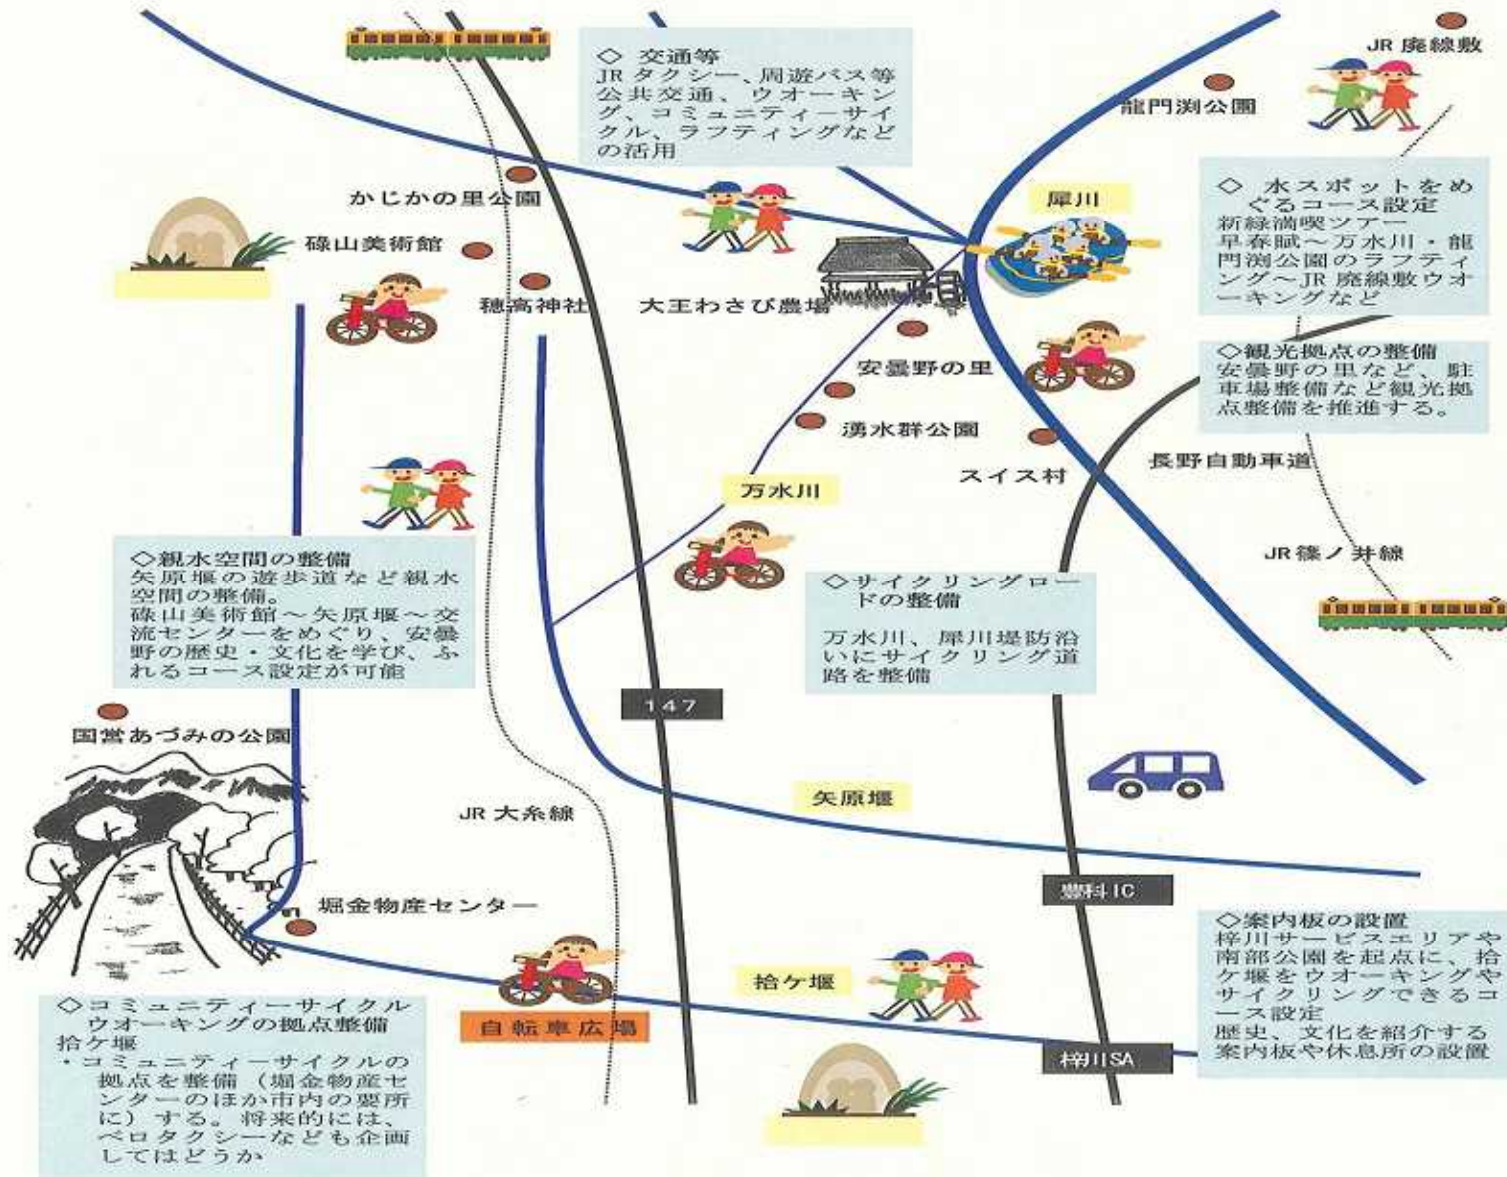 JR 廃線敷
◇ 交通等
JR タクシー、周遊バス等
公共交通、ウオーキン
グ、コミュニティーサイ
クル、ラフティングなど
の活用
龍門渕公園
かじかの里公園
犀川
◇ 水スポットをめ
ぐるコース設定
新緑満喫ツアー
早春賦～万水川・龍
門渕公園のラフティ
ング～JR 廃線敷ウオ
ーキングなど
碌山美術館
穂高神社
大王わさび農場
◇観光拠点の整備
安曇野の里など、駐
車場整備など観光拠
点整備を推進する。
安曇野の里
湧水群公園
スイス村
長野自動車道
万水川
JR 篠ノ井線
◇親水空間の整備
矢原堰の遊歩道など親水
空間の整備。
碌山美術館～矢原堰～交
流センターをめぐり、安曇
野の歴史・文化を学び、ふ
れるコース設定が可能
◇サイクリングロー
ドの整備
万水川、犀川堤防沿
いにサイクリング道
路を整備
147
国営あづみの公園
JR 大糸線
矢原堰
豊科 IC
堀金物産センター
◇案内板の設置
梓川サービスエリアや
南部公園を起点に、拾
ケ堰をウオーキングや
サイクリングできるコ
ース設定
歴史、文化を紹介する
案内板や休息所の設置
拾ケ堰
自転車広場
梓川SA
◇コミュニティーサイクル
ウオーキングの拠点整備
拾ケ堰
・コミュニティーサイクルの
拠点を整備（堀金物産セ
ンターのほか市内の要所
に）する。将来的には、
ベロタクシーなども企画
してはどうか